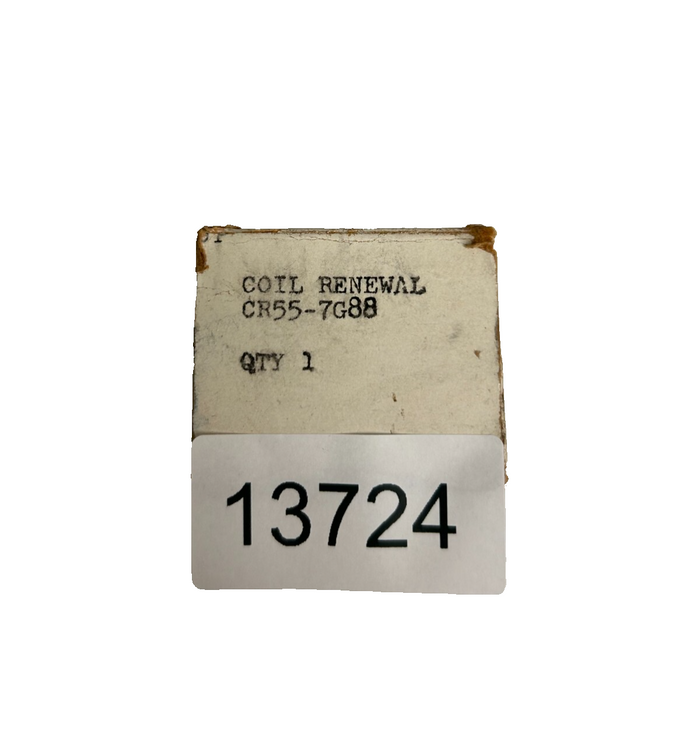 COIL RENEWAL
CR55-7G88
QTY 1
13724